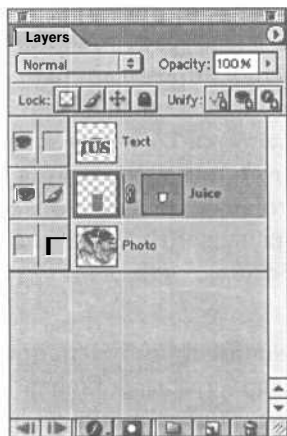 Layers
Normal Opacity: 100%
Lock: Unify:
Text
Juice
Photo